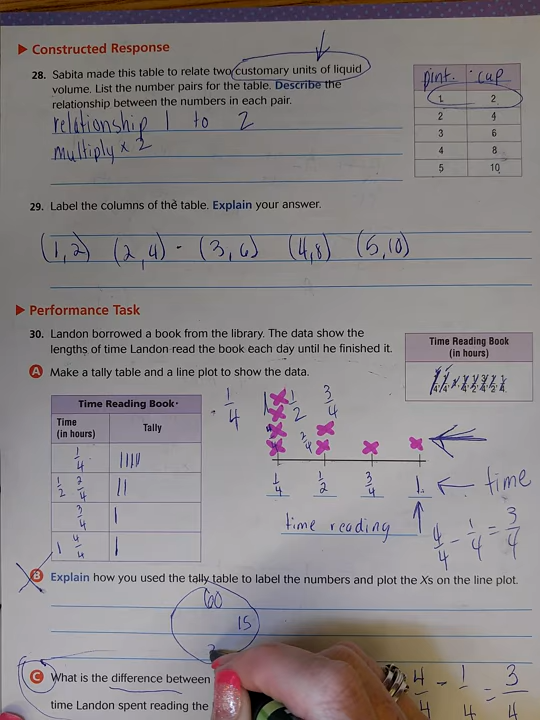 ▶ Constructed Response
28. Sabita made this table to relate two customary units of liquid
volume. List the number pairs for the table. Describe the
relationship between the numbers in each pair.
relationship 1 to 2
multiply × 2
pint. cup
1 2
2 4
3 6
4 8
5 10
29. Label the columns of the table. Explain your answer.
(1,2) (2,4) - (3,6) (4,8) (5,10)
▶ Performance Task
30. Landon borrowed a book from the library. The data show the
lengths of time Landon read the book each day until he finished it.
A Make a tally table and a line plot to show the data.
Time Reading Book
(in hours)
Time Reading Book
Time
(in hours) Tally
1/4
1/2 2/4 ||
3/4 |
1 4/4 |
1/4 1/2 3/4
2/4
1/4 1/2 3/4 1 ← time
time reading
4/4 - 1/4 = 3/4
B Explain how you used the tally table to label the numbers and plot the Xs on the line plot.
60
15
C What is the difference between
time Landon spent reading the
4/4 - 1/4 = 3/4